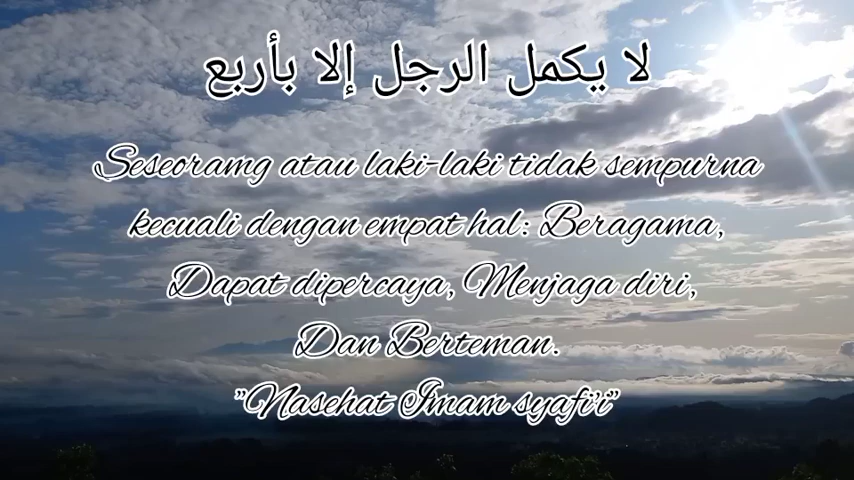 لا يكمل الرجل إلا بأربع
Seseoramg atau laki-laki tidak sempurna
kecuali dengan empat hal: Beragama,
Dapat dipercaya, Menjaga diri,
Dan Berteman.
"Nasehat Imam syafi'i"